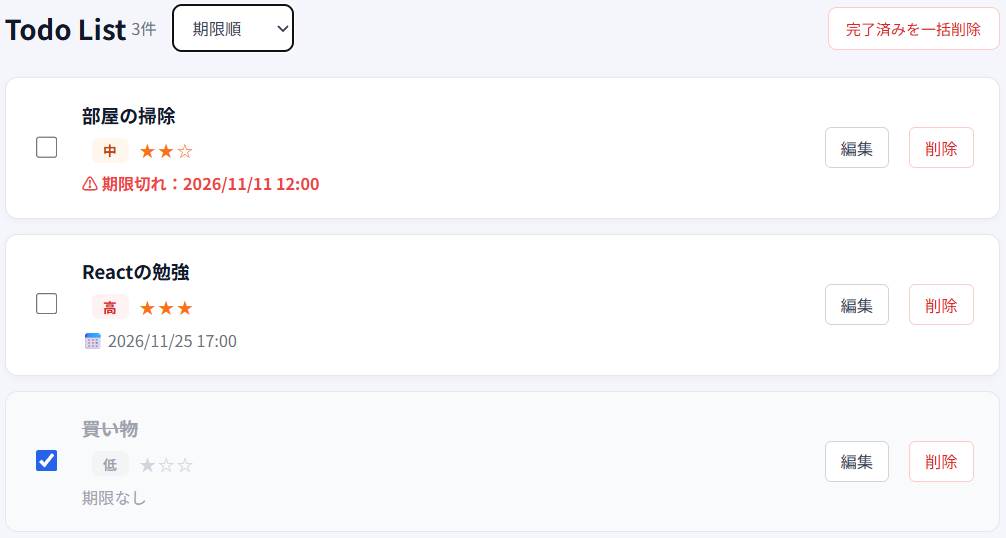 Todo List 3件 期限順 完了済みを一括削除
部屋の掃除
中 ★★☆
編集 削除
⚠ 期限切れ：2026/11/11 12:00
Reactの勉強
高 ★★★
編集 削除
2026/11/25 17:00
買い物
低 ★☆☆
編集 削除
期限なし